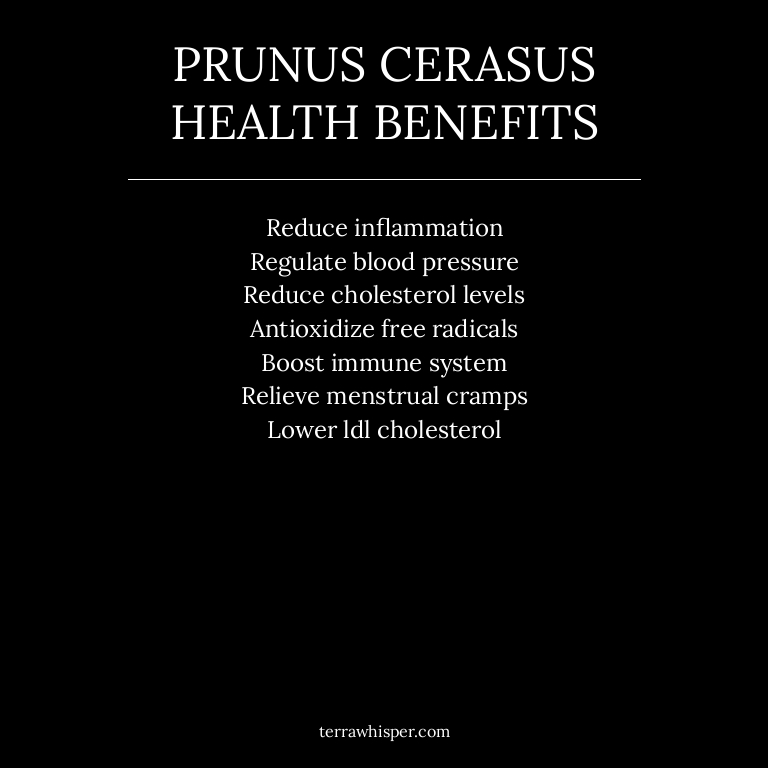 PRUNUS CERASUS
HEALTH BENEFITS
Reduce inflammation
Regulate blood pressure
Reduce cholesterol levels
Antioxidize free radicals
Boost immune system
Relieve menstrual cramps
Lower ldl cholesterol
terrawhisper.com